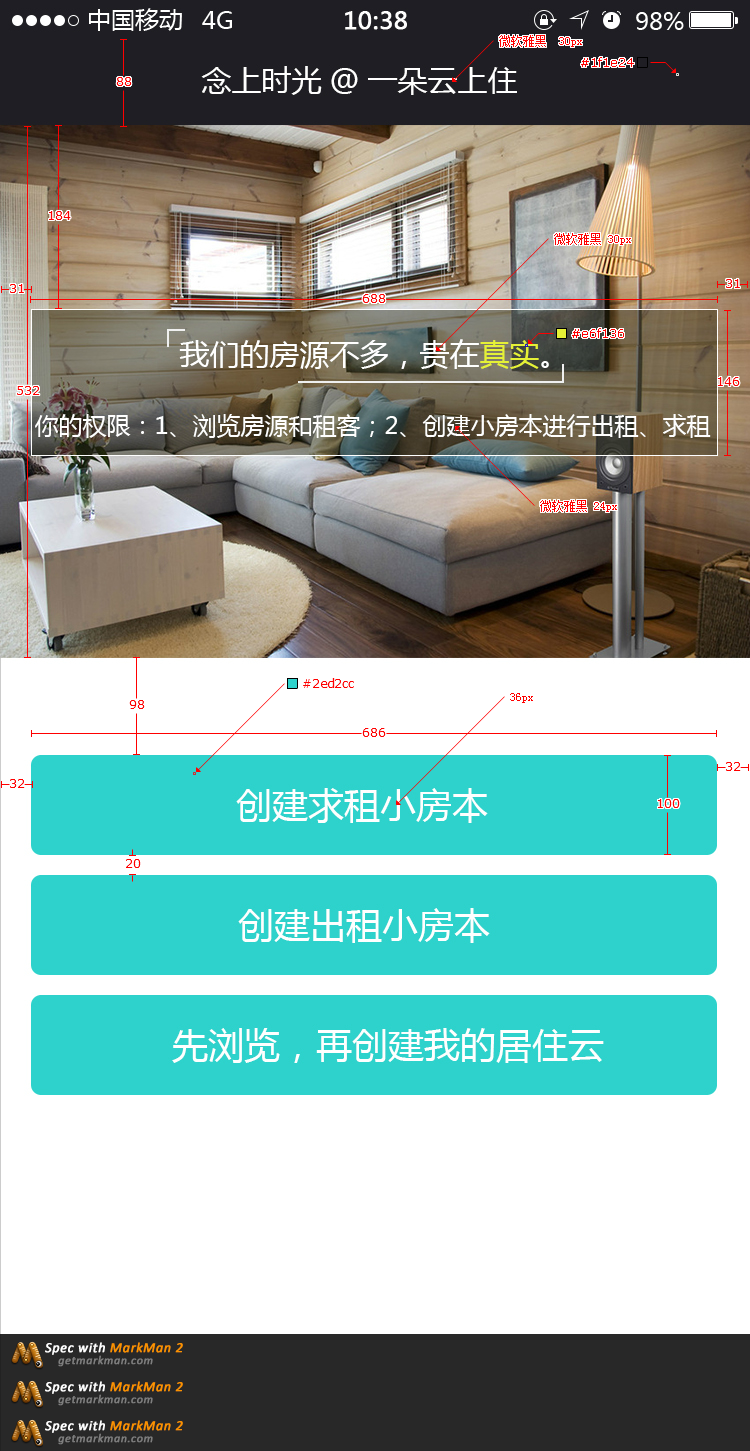 中国移动 4G 10:38 98%
微软雅黑 30px
念上时光 @ 一朵云上住
#1f1e24
88
184
微软雅黑 30px
31
31
688
#e6f136
我们的房源不多，贵在真实。
146
532
你的权限：1、浏览房源和租客；2、创建小房本进行出租、求租
微软雅黑 24px
#2ed2cc
36px
98
686
32
32
创建求租小房本
100
20
创建出租小房本
先浏览，再创建我的居住云
Spec with MarkMan 2
getmarkman.com
Spec with MarkMan 2
getmarkman.com
Spec with MarkMan 2
getmarkman.com